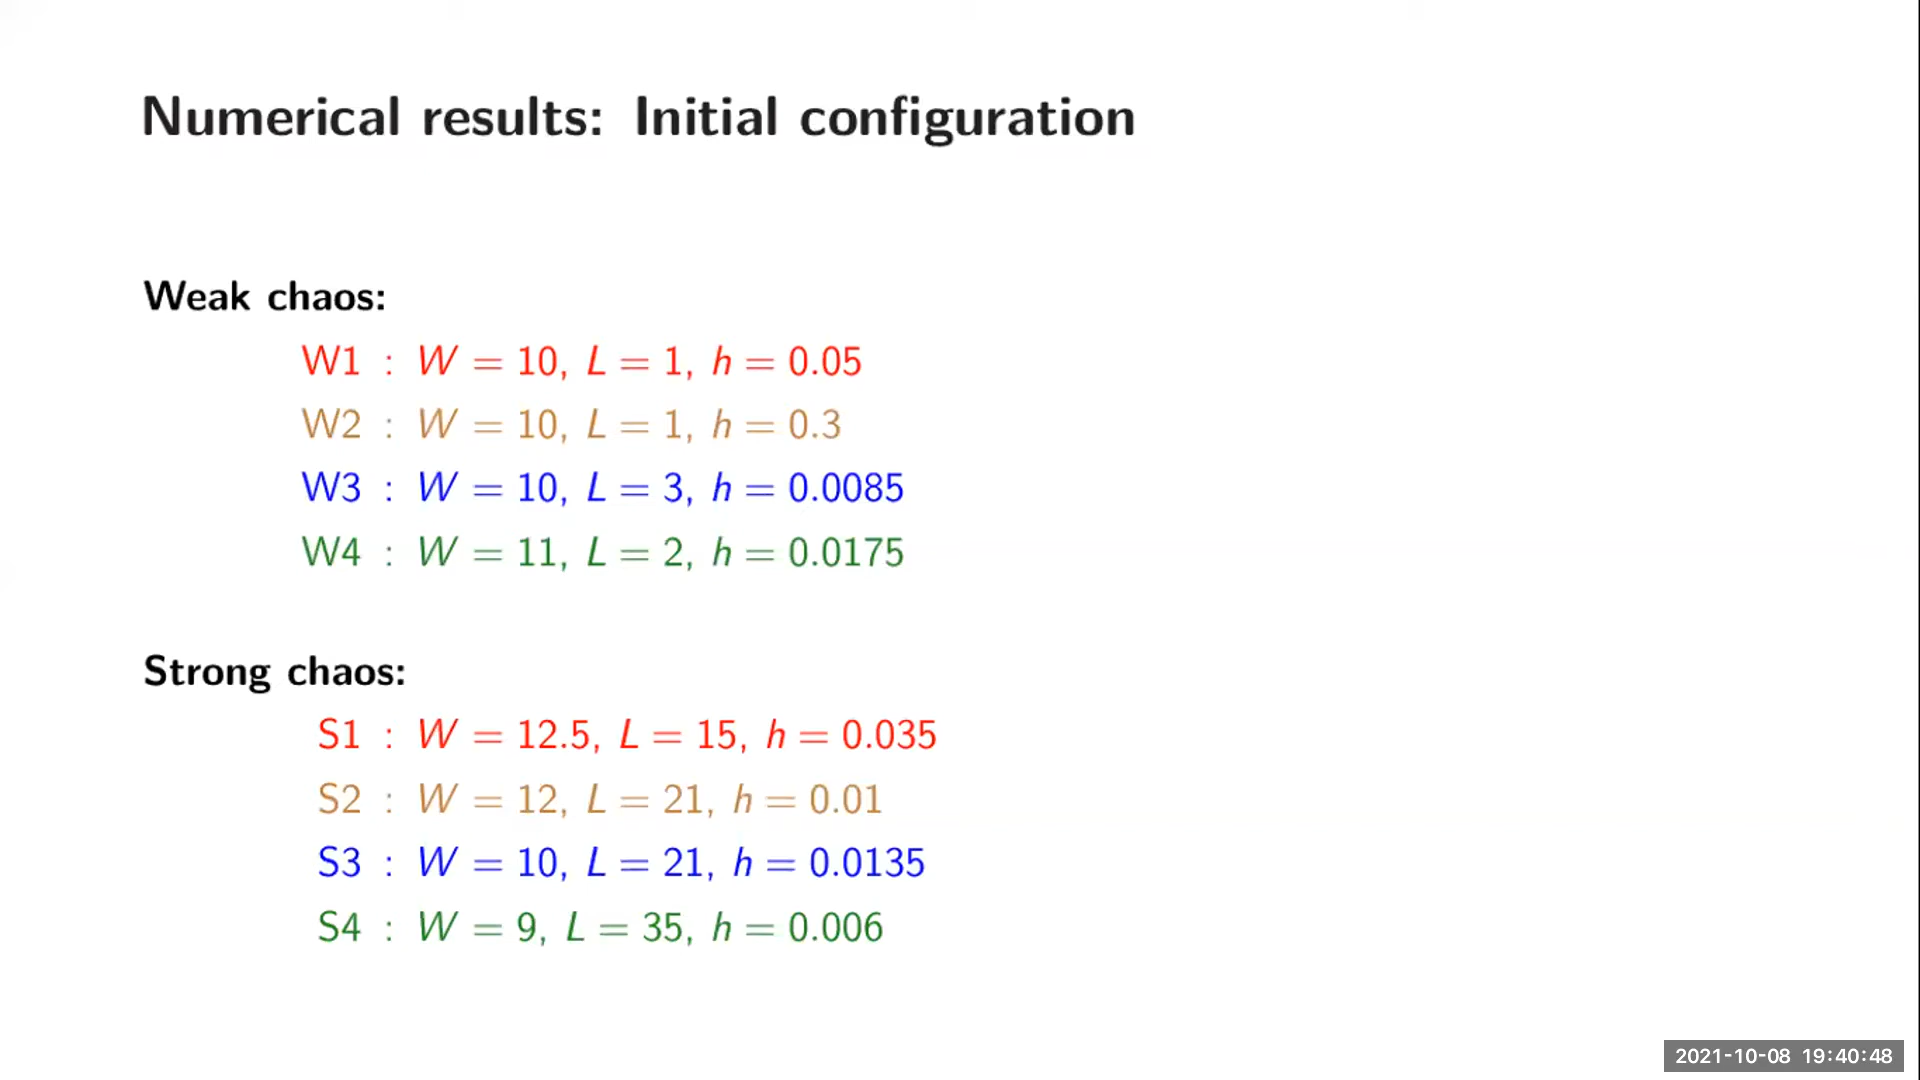 Numerical results: Initial configuration
Weak chaos:
W1 : W = 10, L = 1, h = 0.05
W2 : W = 10, L = 1, h = 0.3
W3 : W = 10, L = 3, h = 0.0085
W4 : W = 11, L = 2, h = 0.0175
Strong chaos:
S1 : W = 12.5, L = 15, h = 0.035
S2 : W = 12, L = 21, h = 0.01
S3 : W = 10, L = 21, h = 0.0135
S4 : W = 9, L = 35, h = 0.006
2021-10-08 19:40:48